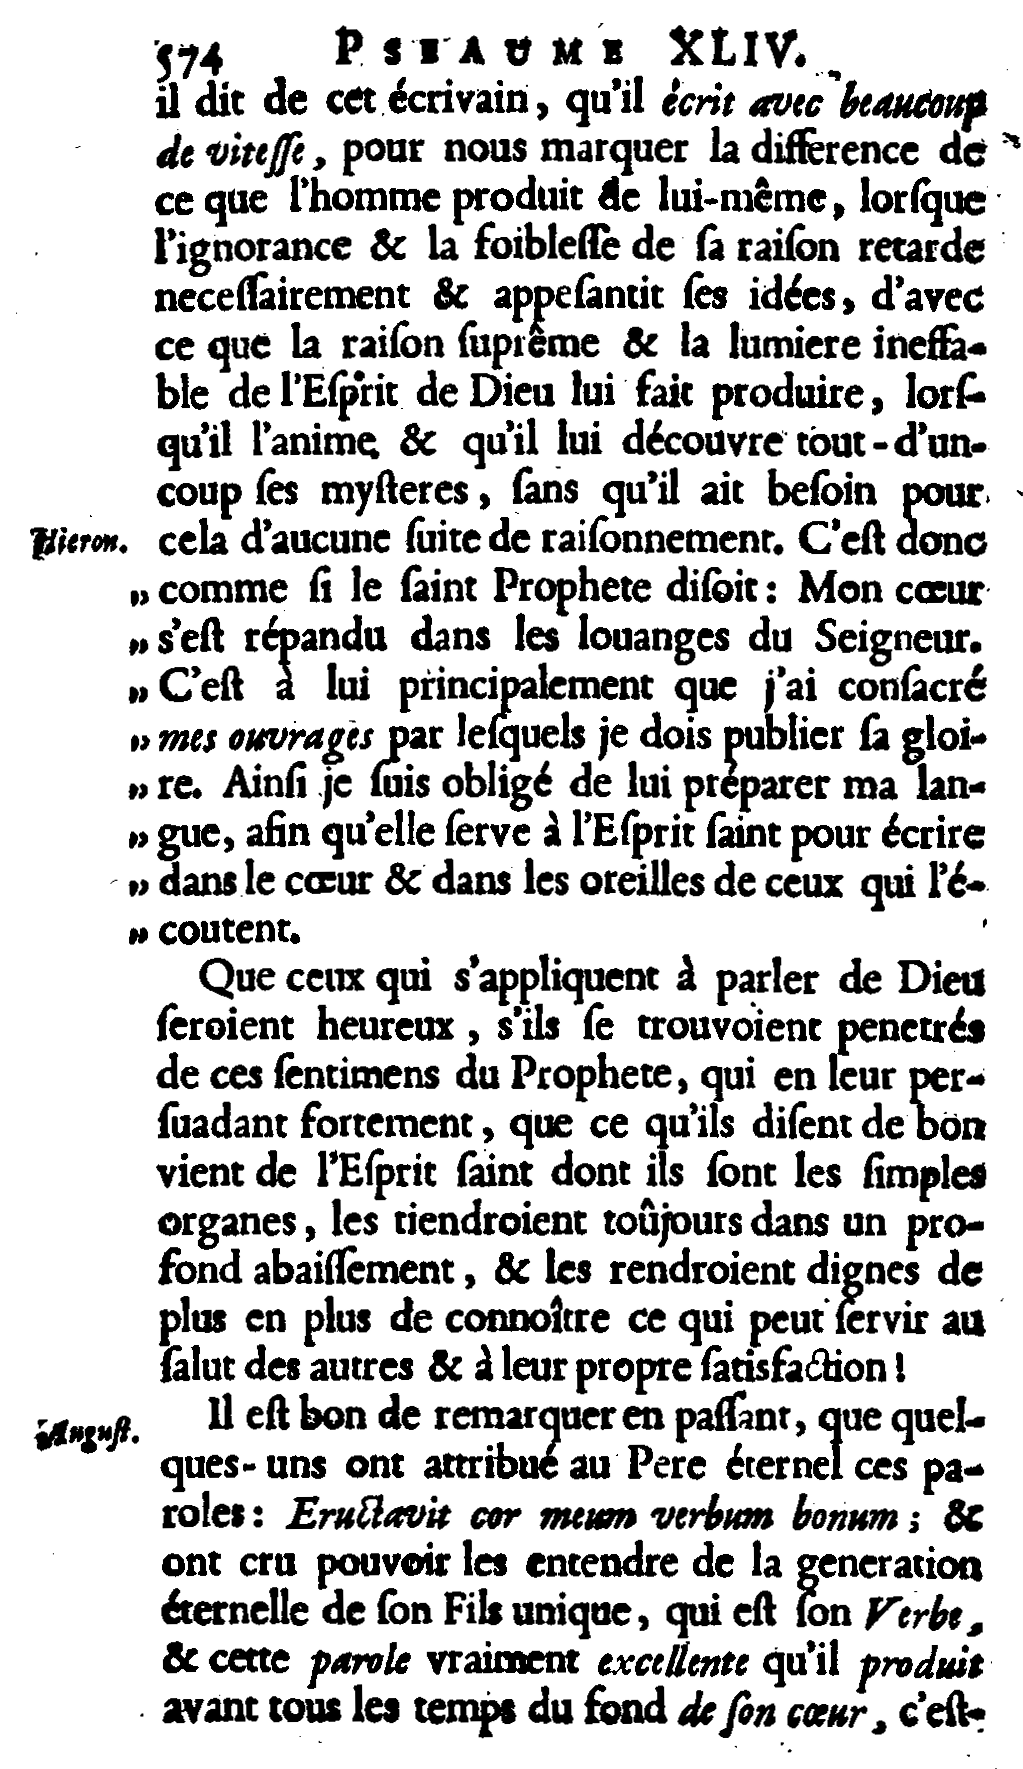 574 PSEAUME XLIV.
il dit de cet écrivain, qu'il écrit avec beaucoup
de viteſſe, pour nous marquer la difference de
ce que l'homme produit de lui-même, lorſque
l'ignorance & la foibleſſe de ſa raiſon retarde
neceſſairement & appeſantit ſes idées, d'avec
ce que la raiſon ſuprême & la lumiere ineffa-
ble de l'Eſprit de Dieu lui fait produire, lorſ-
qu'il l'anime & qu'il lui découvre tout-d'un-
coup ſes myſteres, ſans qu'il ait beſoin pour
Hieron. cela d'aucune ſuite de raiſonnement. C'eſt donc
„ comme ſi le ſaint Prophete diſoit: Mon cœur
„ s'eſt répandu dans les louanges du Seigneur.
„ C'eſt à lui principalement que j'ai conſacré
„ mes ouvrages par leſquels je dois publier ſa gloi-
„ re. Ainſi je ſuis obligé de lui préparer ma lan-
„ gue, afin qu'elle ſerve à l'Eſprit ſaint pour écrire
„ dans le cœur & dans les oreilles de ceux qui l'é-
„ coutent.
Que ceux qui s'appliquent à parler de Dieu
ſeroient heureux, s'ils ſe trouvoient penetrés
de ces ſentimens du Prophete, qui en leur per-
ſuadant fortement, que ce qu'ils diſent de bon
vient de l'Eſprit ſaint dont ils ſont les ſimples
organes, les tiendroient toûjours dans un pro-
fond abaiſſement, & les rendroient dignes de
plus en plus de connoître ce qui peut ſervir au
ſalut des autres & à leur propre ſatisfaction!
Auguſt. Il eſt bon de remarquer en paſſant, que quel-
ques-uns ont attribué au Pere éternel ces pa-
roles: Eructavit cor meum verbum bonum; &
ont cru pouvoir les entendre de la generation
éternelle de ſon Fils unique, qui eſt ſon Verbe,
& cette parole vraiment excellente qu'il produit
avant tous les temps du fond de ſon cœur, c'eſt-